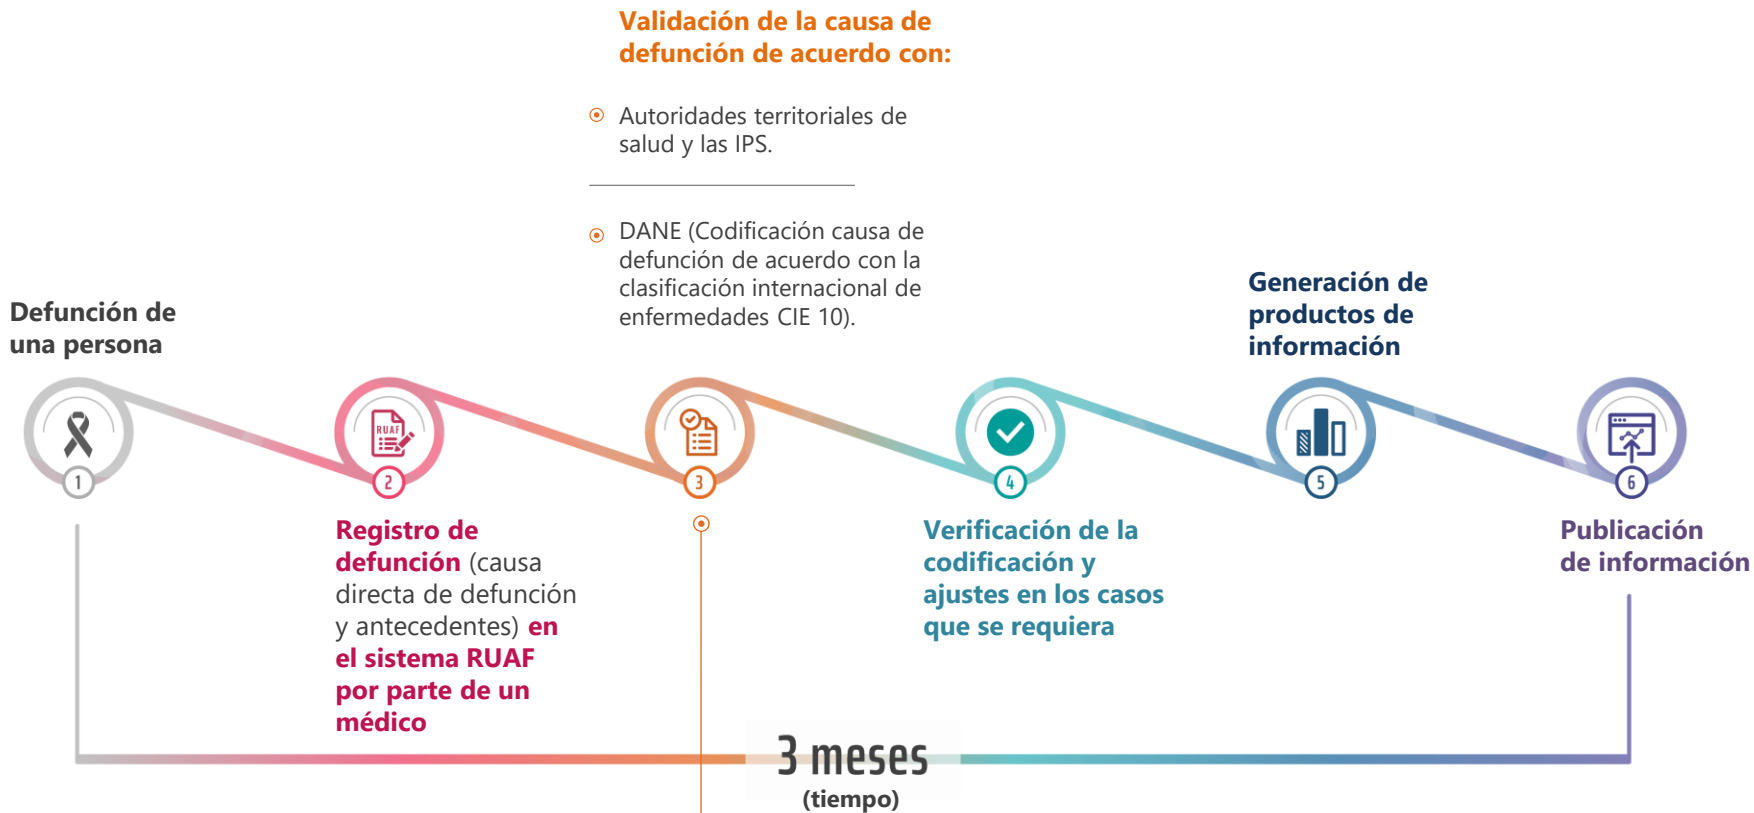 Validación de la causa de
defunción de acuerdo con:
Autoridades territoriales de
salud y las IPS.
DANE (Codificación causa de
defunción de acuerdo con la
clasificación internacional de
enfermedades CIE 10).
Defunción de
una persona
1
RUAF
2
Registro de
defunción (causa
directa de defunción
y antecedentes) en
el sistema RUAF
por parte de un
médico
3
4
Verificación de la
codificación y
ajustes en los casos
que se requiera
Generación de
productos de
información
5
6
Publicación
de información
3 meses
(tiempo)